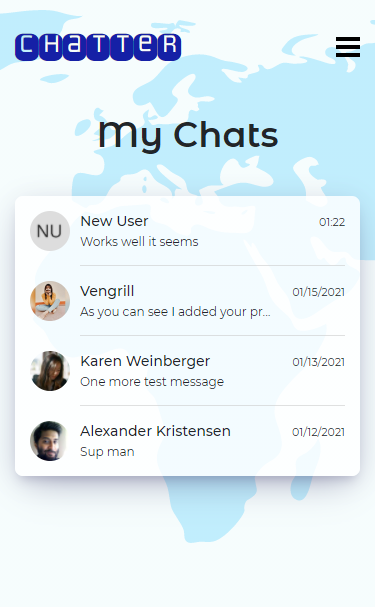 CHATTER
My Chats
NU
New User
01:22
Works well it seems
Vengrill
01/15/2021
As you can see I added your pr...
Karen Weinberger
01/13/2021
One more test message
Alexander Kristensen
01/12/2021
Sup man